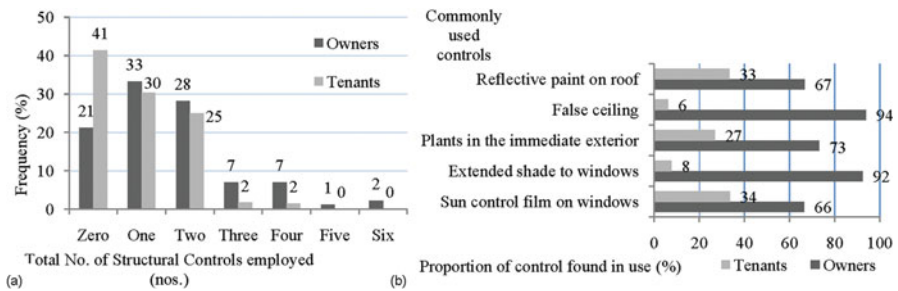 50
40
30
20
10
0
Frequency (%)
21
41
33
30
28
25
7
2
7
2
1
0
2
0
Owners
Tenants
Zero One Two Three Four Five Six
Total No. of Structural Controls employed
(nos.)
(a)
Commonly
used
controls
Reflective paint on roof
33
67
False ceiling
6
94
Plants in the immediate exterior
27
73
Extended shade to windows
8
92
Sun control film on windows
34
66
0 20 40 60 80 100
Proportion of control found in use (%) Tenants Owners
(b)